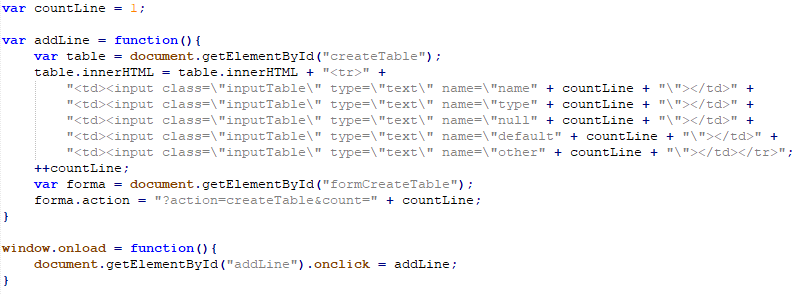 var countLine = 1;
var addLine = function(){
var table = document.getElementById("createTable");
table.innerHTML = table.innerHTML + "<tr>" +
"<td><input class=\"inputTable\" type=\"text\" name=\"name" + countLine + "\"></td>" +
"<td><input class=\"inputTable\" type=\"text\" name=\"type" + countLine + "\"></td>" +
"<td><input class=\"inputTable\" type=\"text\" name=\"null" + countLine + "\"></td>" +
"<td><input class=\"inputTable\" type=\"text\" name=\"default" + countLine + "\"></td>" +
"<td><input class=\"inputTable\" type=\"text\" name=\"other" + countLine + "\"></td></tr>";
++countLine;
var forma = document.getElementById("formCreateTable");
forma.action = "?action=createTable&count=" + countLine;
}
window.onload = function(){
document.getElementById("addLine").onclick = addLine;
}